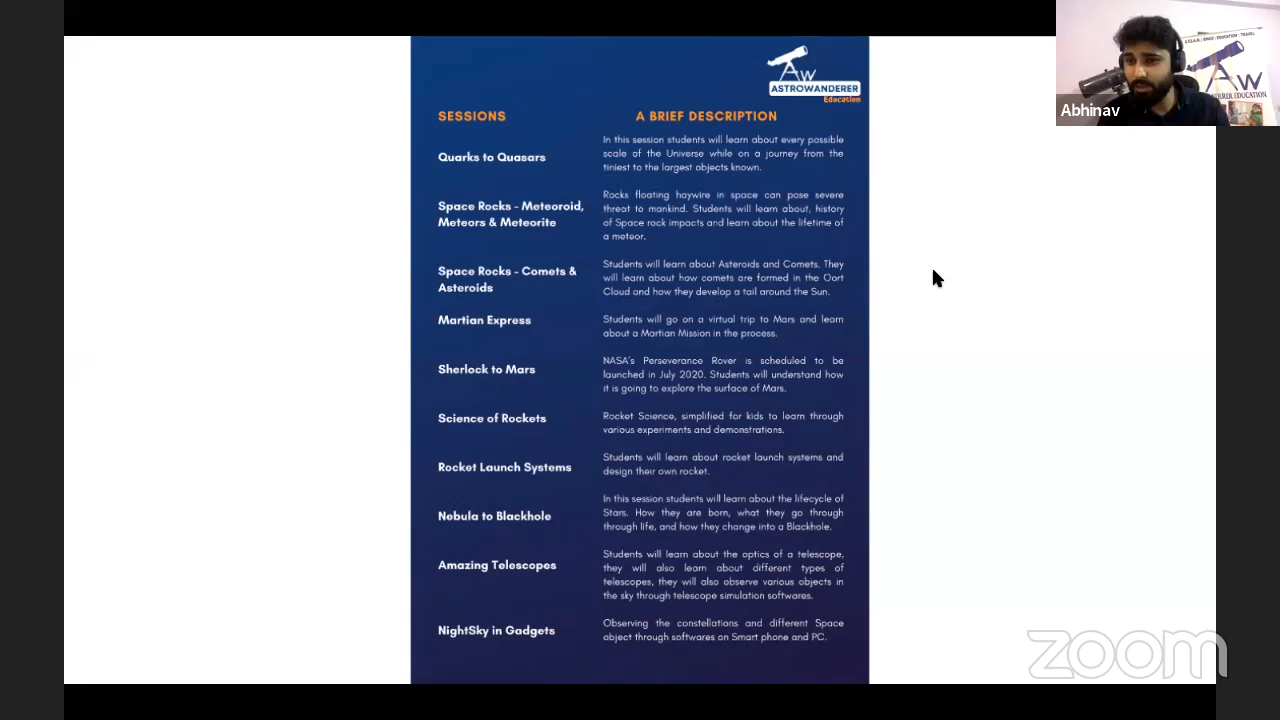 AW
ASTROWANDERER
Education
S.T.E.A.M | SPACE | EDUCATION | TRAVEL
AW
EDUCATION
Abhinav
SESSIONS
A BRIEF DESCRIPTION
Quarks to Quasars
In this session students will learn about every possible
scale of the Universe while on a journey from the
tiniest to the largest objects known.
Space Rocks - Meteoroid,
Meteors & Meteorite
Rocks floating haywire in space can pose severe
threat to mankind. Students will learn about, history
of Space rock impacts and learn about the lifetime of
a meteor.
Space Rocks - Comets &
Asteroids
Students will learn about Asteroids and Comets. They
will learn about how comets are formed in the Oort
Cloud and how they develop a tail around the Sun.
Martian Express
Students will go on a virtual trip to Mars and learn
about a Martian Mission in the process.
Sherlock to Mars
NASA's Perseverance Rover is scheduled to be
launched in July 2020. Students will understand how
it is going to explore the surface of Mars.
Science of Rockets
Rocket Science, simplified for kids to learn through
various experiments and demonstrations.
Rocket Launch Systems
Students will learn about rocket launch systems and
design their own rocket.
Nebula to Blackhole
In this session students will learn about the lifecycle of
Stars. How they are born, what they go through
through life, and how they change into a Blackhole.
Amazing Telescopes
Students will learn about the optics of a telescope,
they will also learn about different types of
telescopes, they will also observe various objects in
the sky through telescope simulation softwares.
NightSky in Gadgets
Observing the constellations and different Space
object through softwares on Smart phone and PC.
zoom